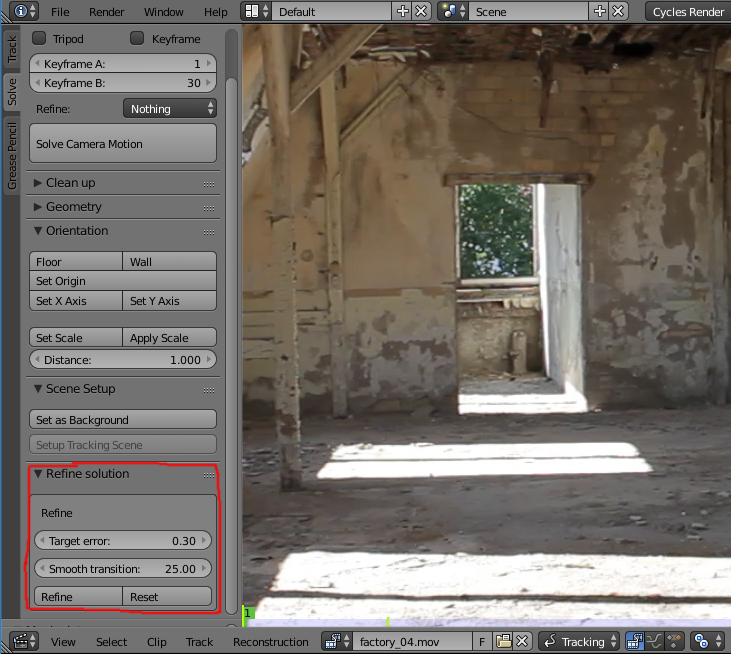 File Render Window Help Default Scene Cycles Render
Track
Solve
Grease Pencil
Tripod Keyframe
Keyframe A: 1
Keyframe B: 30
Refine: Nothing
Solve Camera Motion
Clean up
Geometry
Orientation
Floor Wall
Set Origin
Set X Axis Set Y Axis
Set Scale Apply Scale
Distance: 1.000
Scene Setup
Set as Background
Setup Tracking Scene
Refine solution
Refine
Target error: 0.30
Smooth transition: 25.00
Refine Reset
1
View Select Clip Track Reconstruction factory_04.mov F Tracking